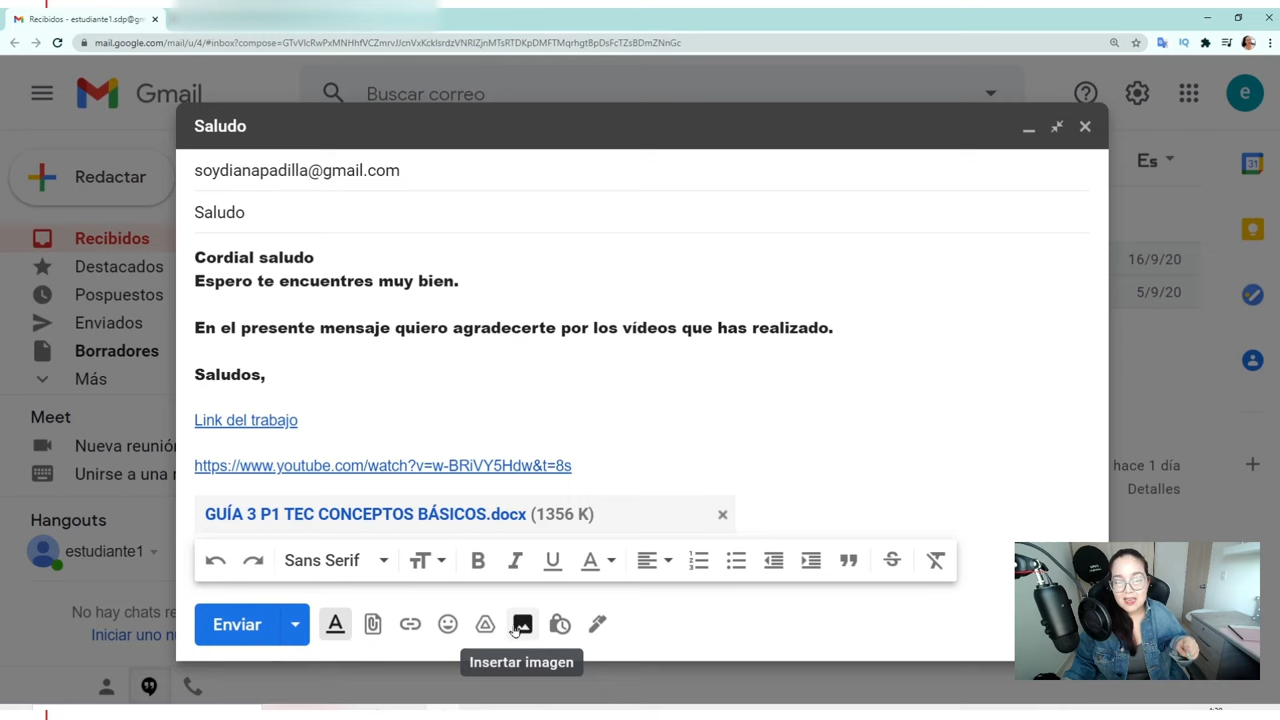 Recibidos - estudiante1.sdp@gm
mail.google.com/mail/u/4/#inbox?compose=
Gmail
Buscar correo
e
Redactar
Recibidos
Destacados
Pospuestos
Enviados
Borradores
Más
Meet
Nueva reunión
Unirse a una r
Hangouts
estudiante1
No hay chats re
Iniciar uno nu
Saludo
soydianapadilla@gmail.com
Saludo
Cordial saludo
Espero te encuentres muy bien.
En el presente mensaje quiero agradecerte por los vídeos que has realizado.
Saludos,
Link del trabajo
https://www.youtube.com/watch?v=w-BRiVY5Hdw&t=8s
GUÍA 3 P1 TEC CONCEPTOS BÁSICOS.docx (1356 K)
Sans Serif
Enviar
Insertar imagen
Es
31
16/9/20
5/9/20
hace 1 día
Detalles